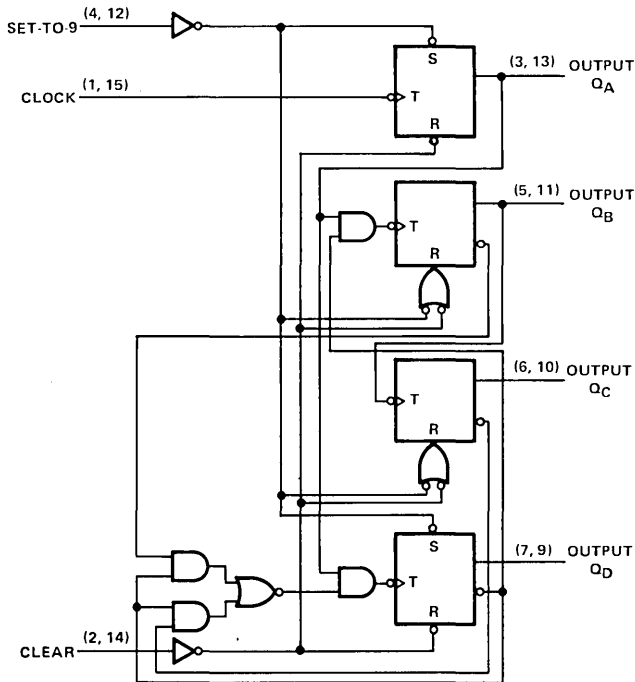 SET-TO-9 (4, 12)
S
(3, 13) OUTPUT
QA
CLOCK (1, 15)
T
R
(5, 11) OUTPUT
QB
T
R
(6, 10) OUTPUT
QC
T
R
S
(7, 9) OUTPUT
QD
T
R
CLEAR (2, 14)